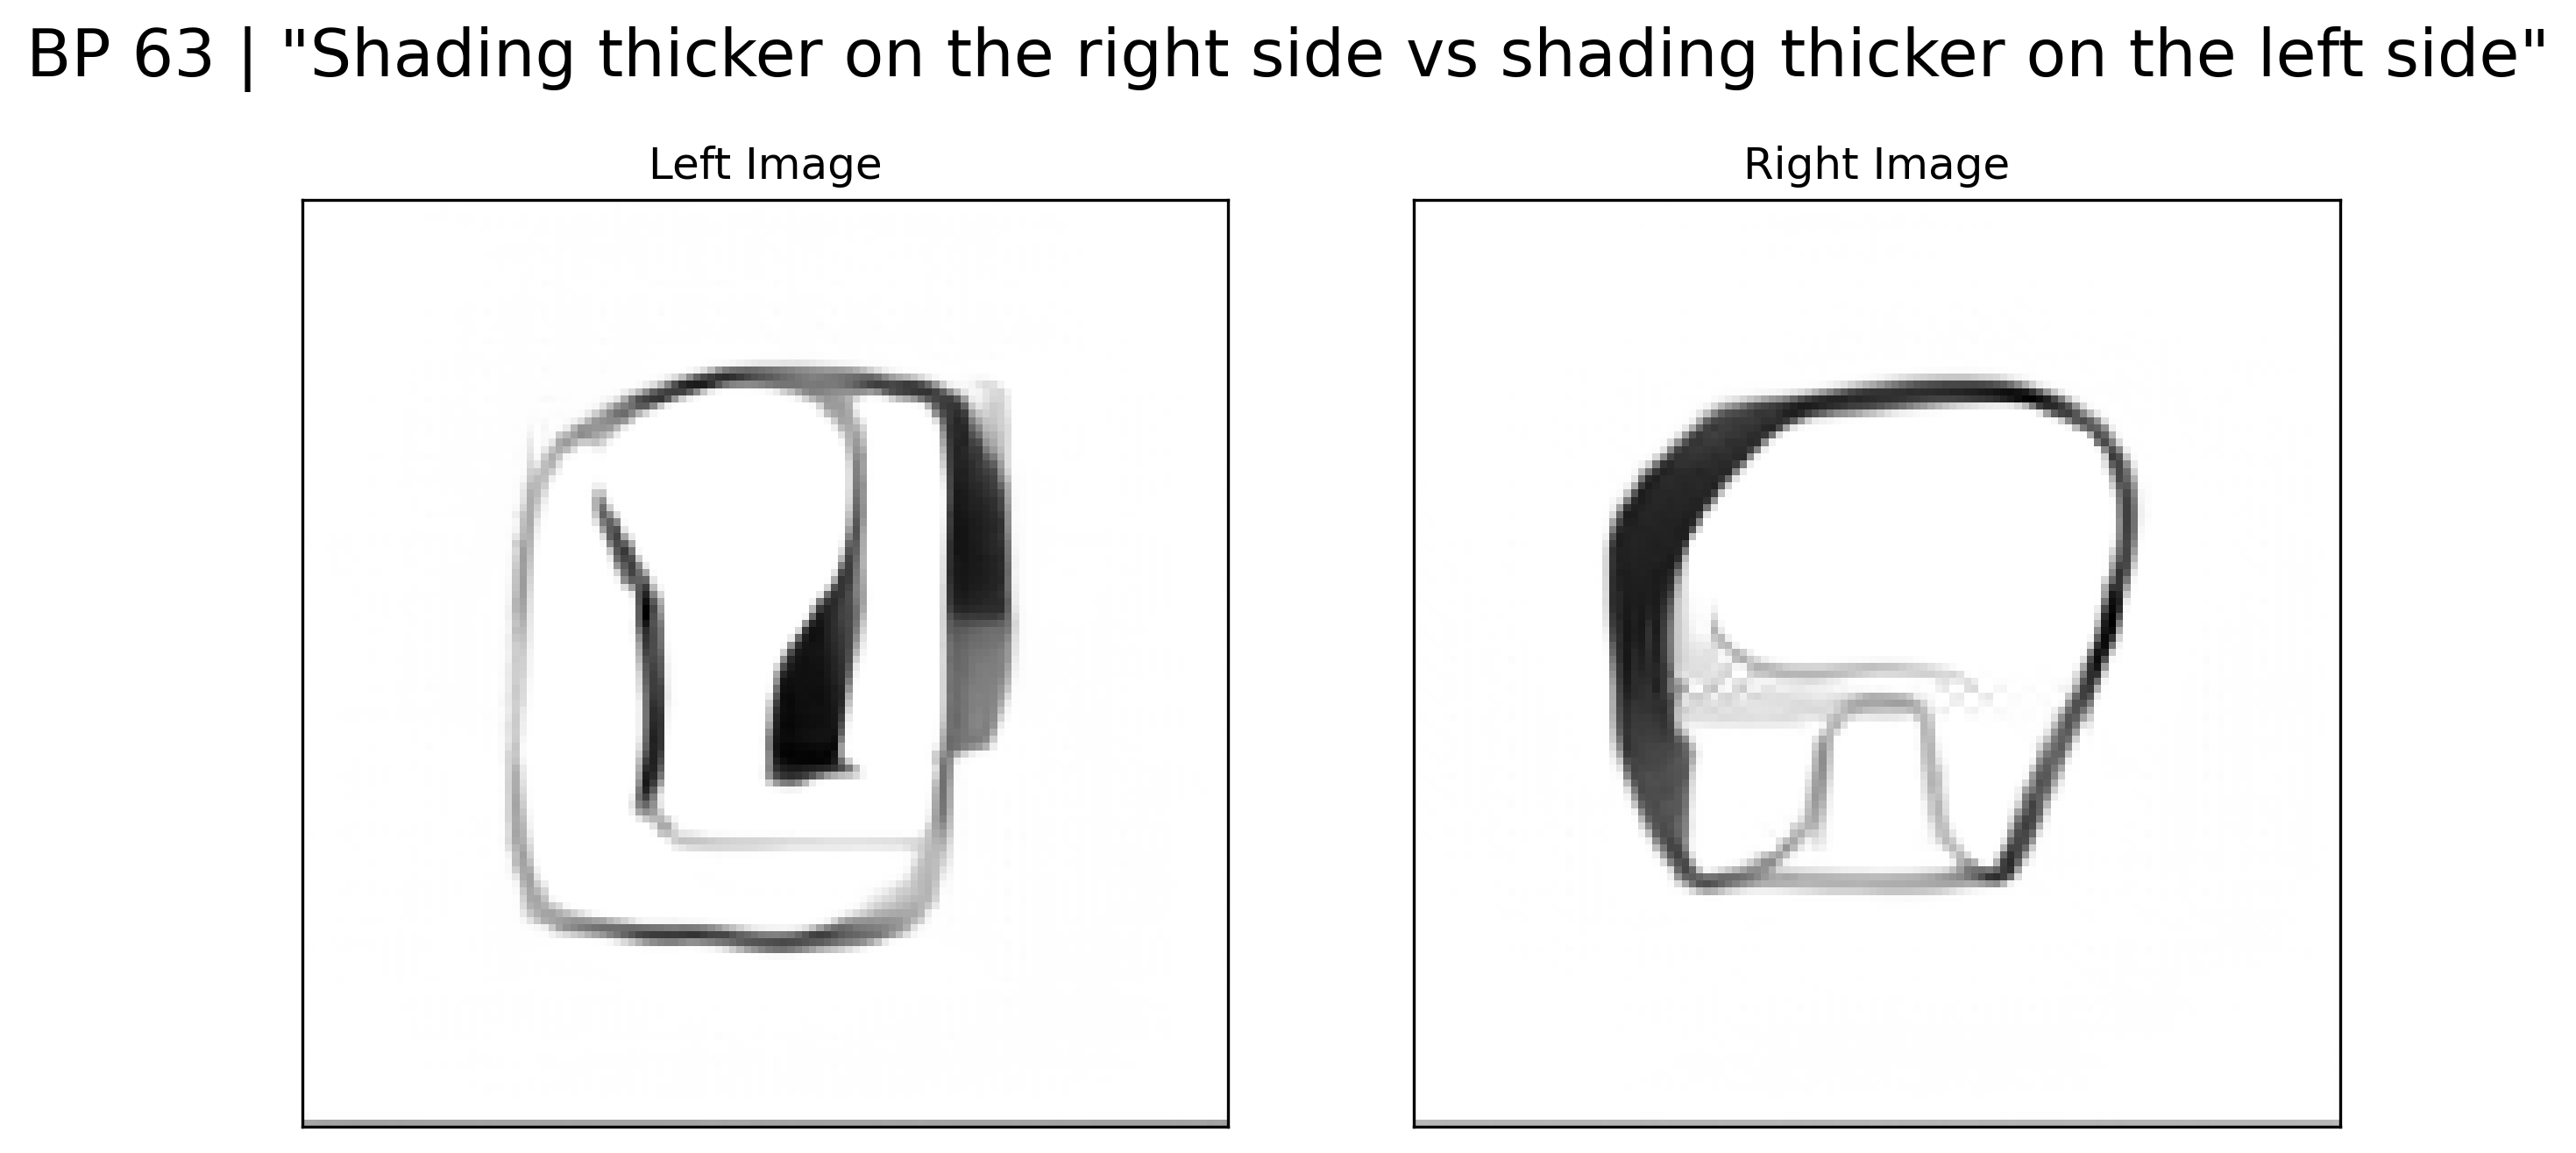 BP 63 | "Shading thicker on the right side vs shading thicker on the left side"
Left Image
Right Image